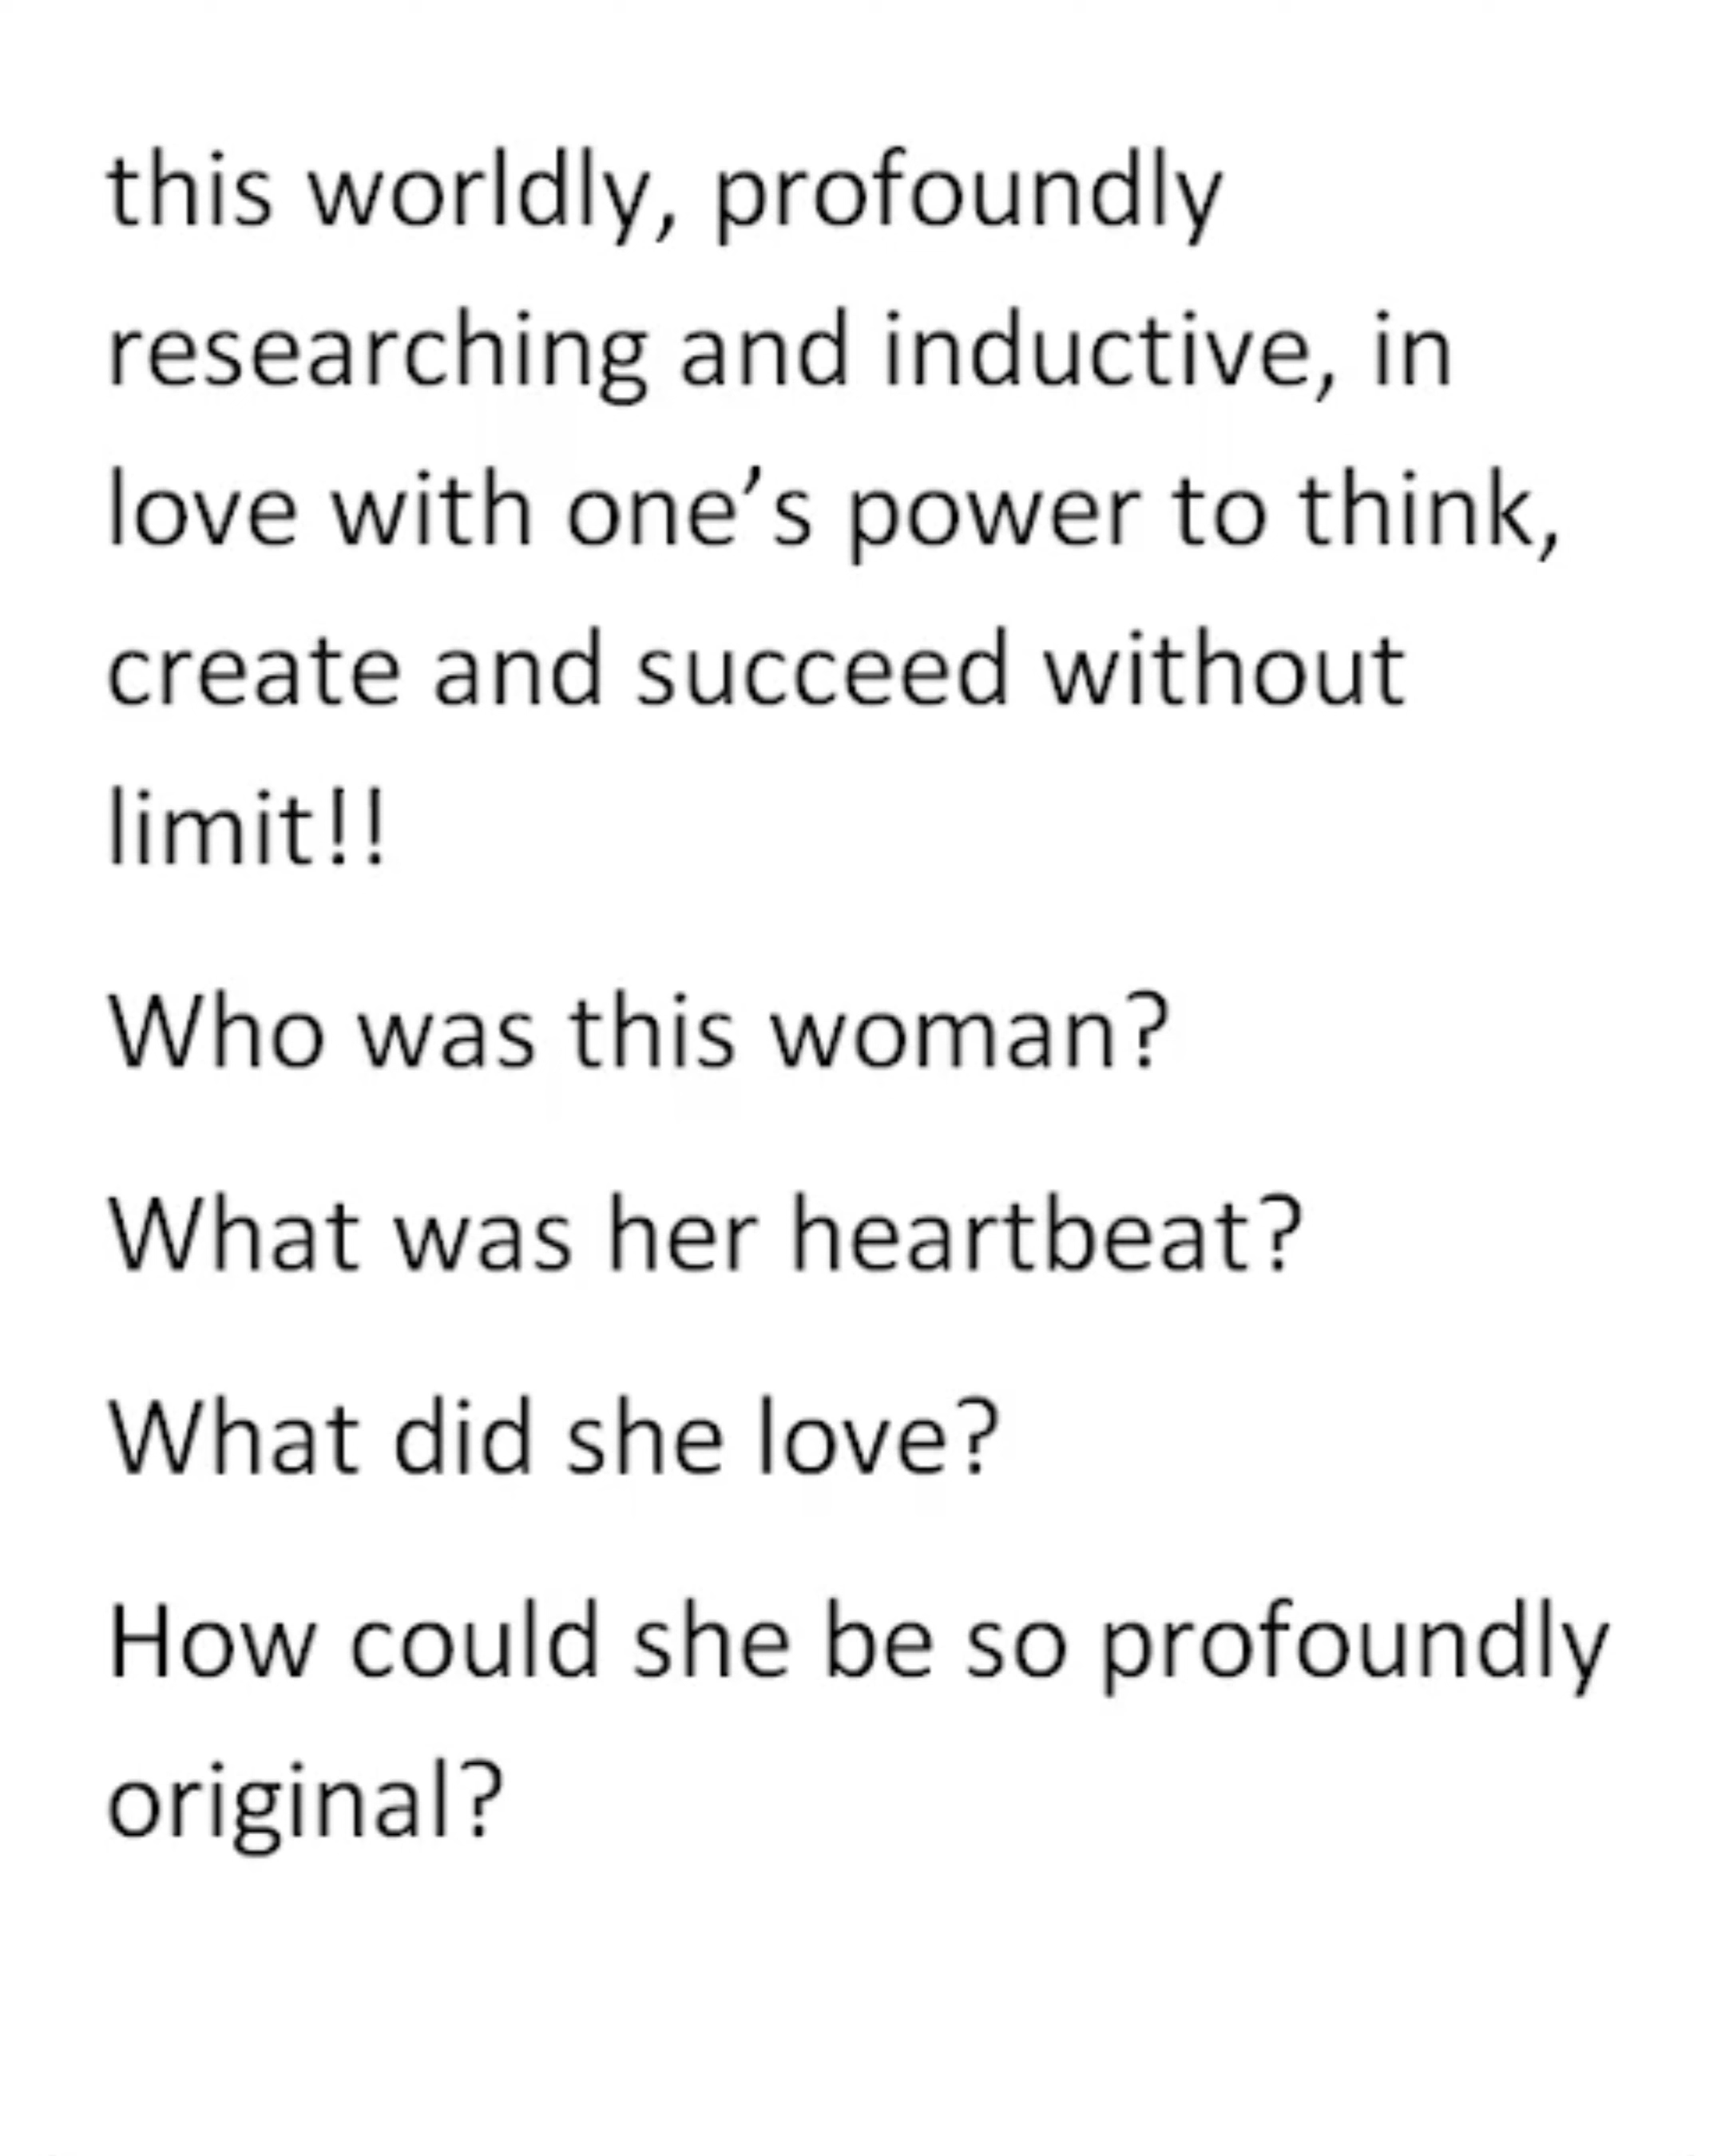 this worldly, profoundly
researching and inductive, in
love with one’s power to think,
create and succeed without
limit!!
Who was this woman?
What was her heartbeat?
What did she love?
How could she be so profoundly
original?